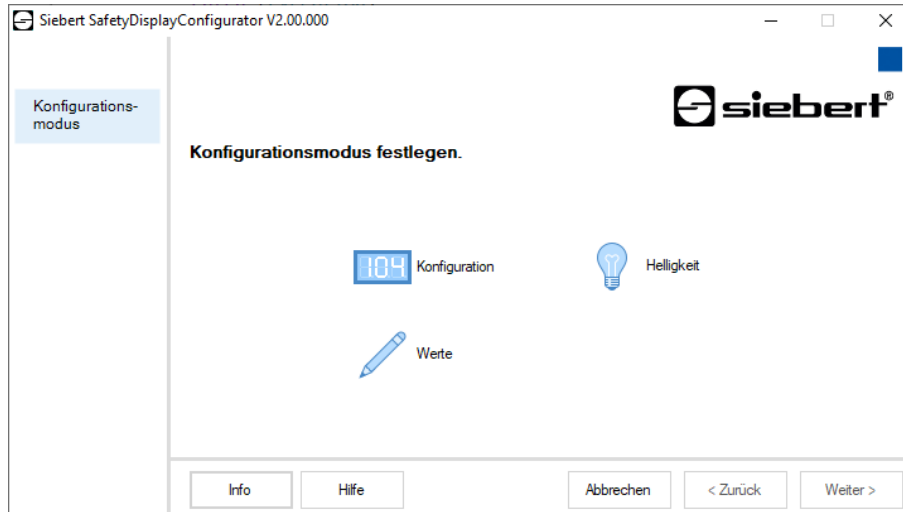 Siebert SafetyDisplayConfigurator V2.00.000
siebert®
Konfigurations-
modus
Konfigurationsmodus festlegen.
104 Konfiguration
Helligkeit
Werte
Info
Hilfe
Abbrechen
< Zurück
Weiter >